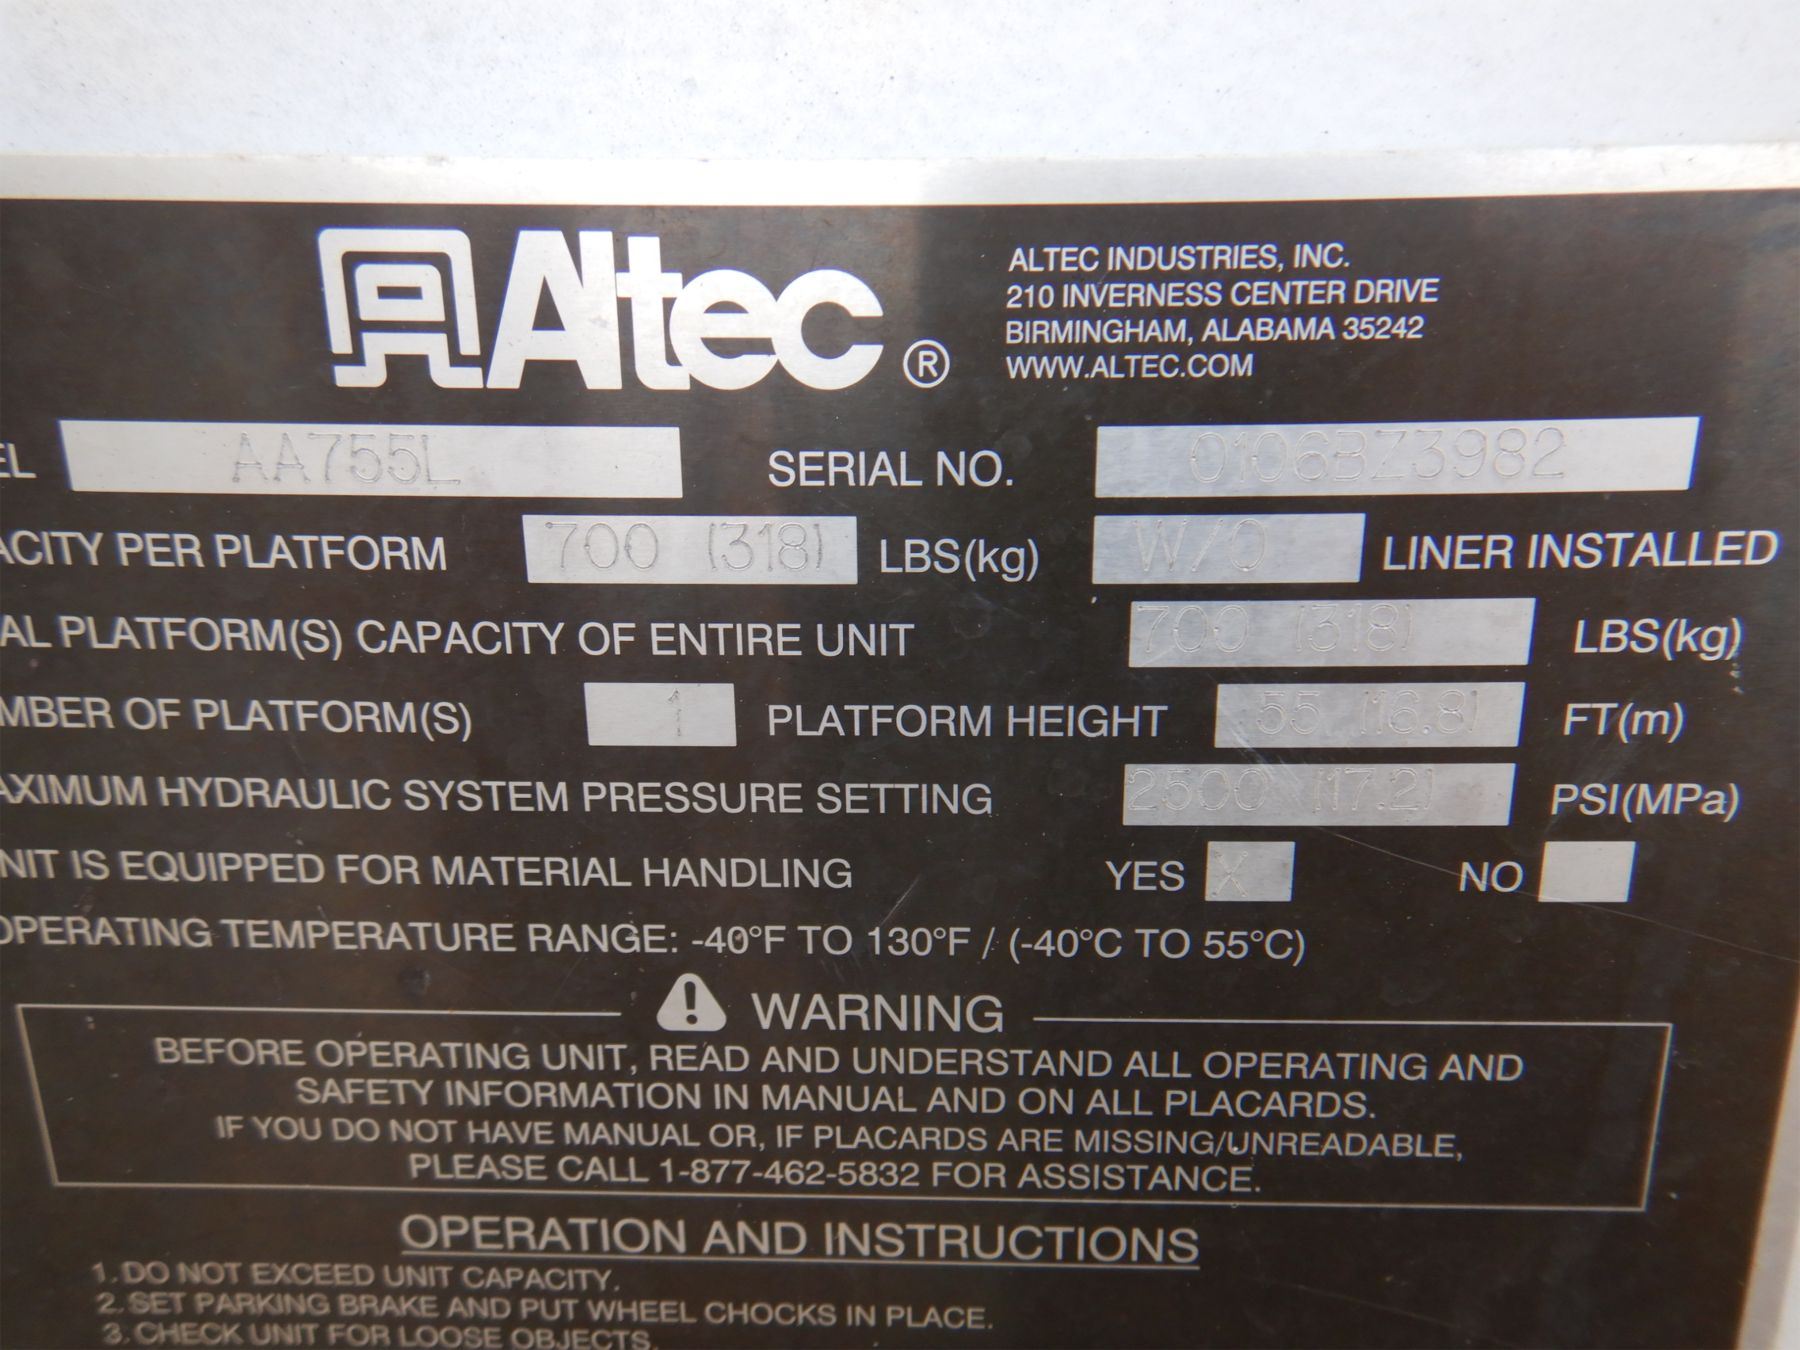 Altec ®
ALTEC INDUSTRIES, INC.
210 INVERNESS CENTER DRIVE
BIRMINGHAM, ALABAMA 35242
WWW.ALTEC.COM
EL AA755L SERIAL NO. 0106BZ3982
ACITY PER PLATFORM 700 (318) LBS(kg) W/O LINER INSTALLED
AL PLATFORM(S) CAPACITY OF ENTIRE UNIT 700 (318) LBS(kg)
MBER OF PLATFORM(S) 1 PLATFORM HEIGHT 55 (16.8) FT(m)
AXIMUM HYDRAULIC SYSTEM PRESSURE SETTING 2500 (17.2) PSI(MPa)
NIT IS EQUIPPED FOR MATERIAL HANDLING YES X NO
OPERATING TEMPERATURE RANGE: -40°F TO 130°F / (-40°C TO 55°C)
WARNING
BEFORE OPERATING UNIT, READ AND UNDERSTAND ALL OPERATING AND
SAFETY INFORMATION IN MANUAL AND ON ALL PLACARDS.
IF YOU DO NOT HAVE MANUAL OR, IF PLACARDS ARE MISSING/UNREADABLE,
PLEASE CALL 1-877-462-5832 FOR ASSISTANCE.
OPERATION AND INSTRUCTIONS
1. DO NOT EXCEED UNIT CAPACITY.
2. SET PARKING BRAKE AND PUT WHEEL CHOCKS IN PLACE.
3. CHECK UNIT FOR LOOSE OBJECTS.